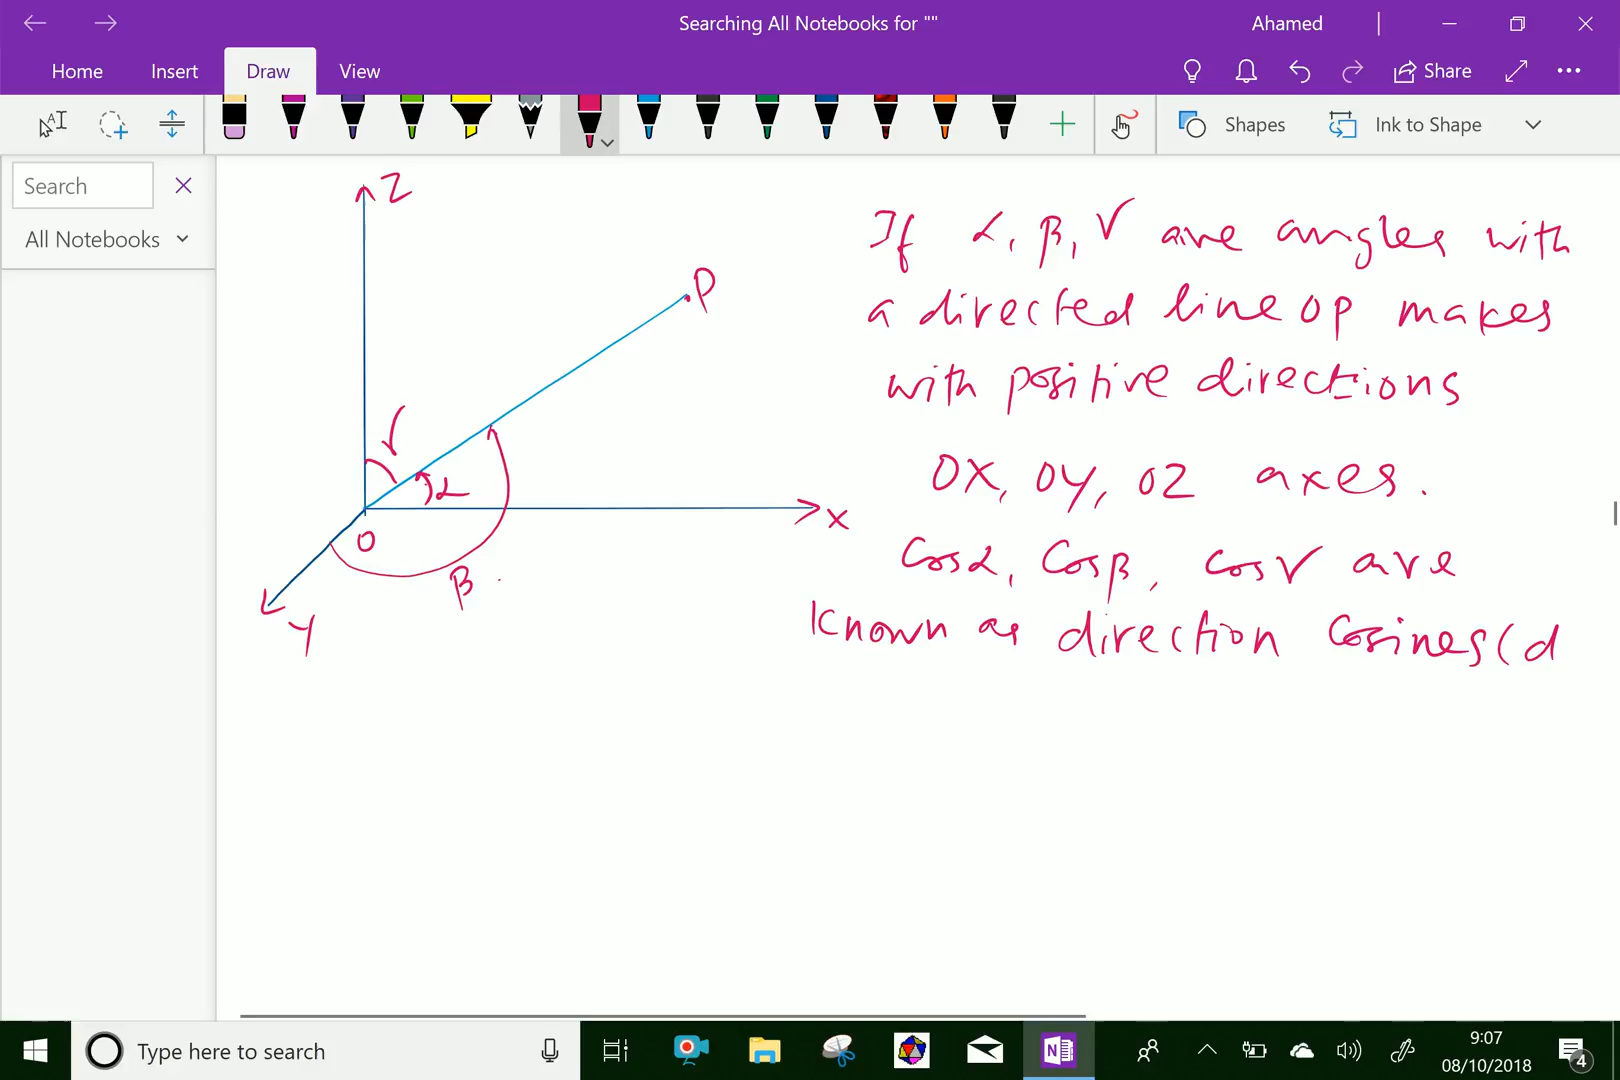 Searching All Notebooks for ""
Ahamed
Home Insert Draw View
Share
Shapes
Ink to Shape
Search
All Notebooks
Z
P
γ
α
O
X
β
Y
If α, β, γ are angles with
a directed line OP makes
with positive directions
OX, OY, OZ axes.
Cosα, Cosβ, cosγ are
known as direction Cosines(d
Type here to search
9:07
08/10/2018
4